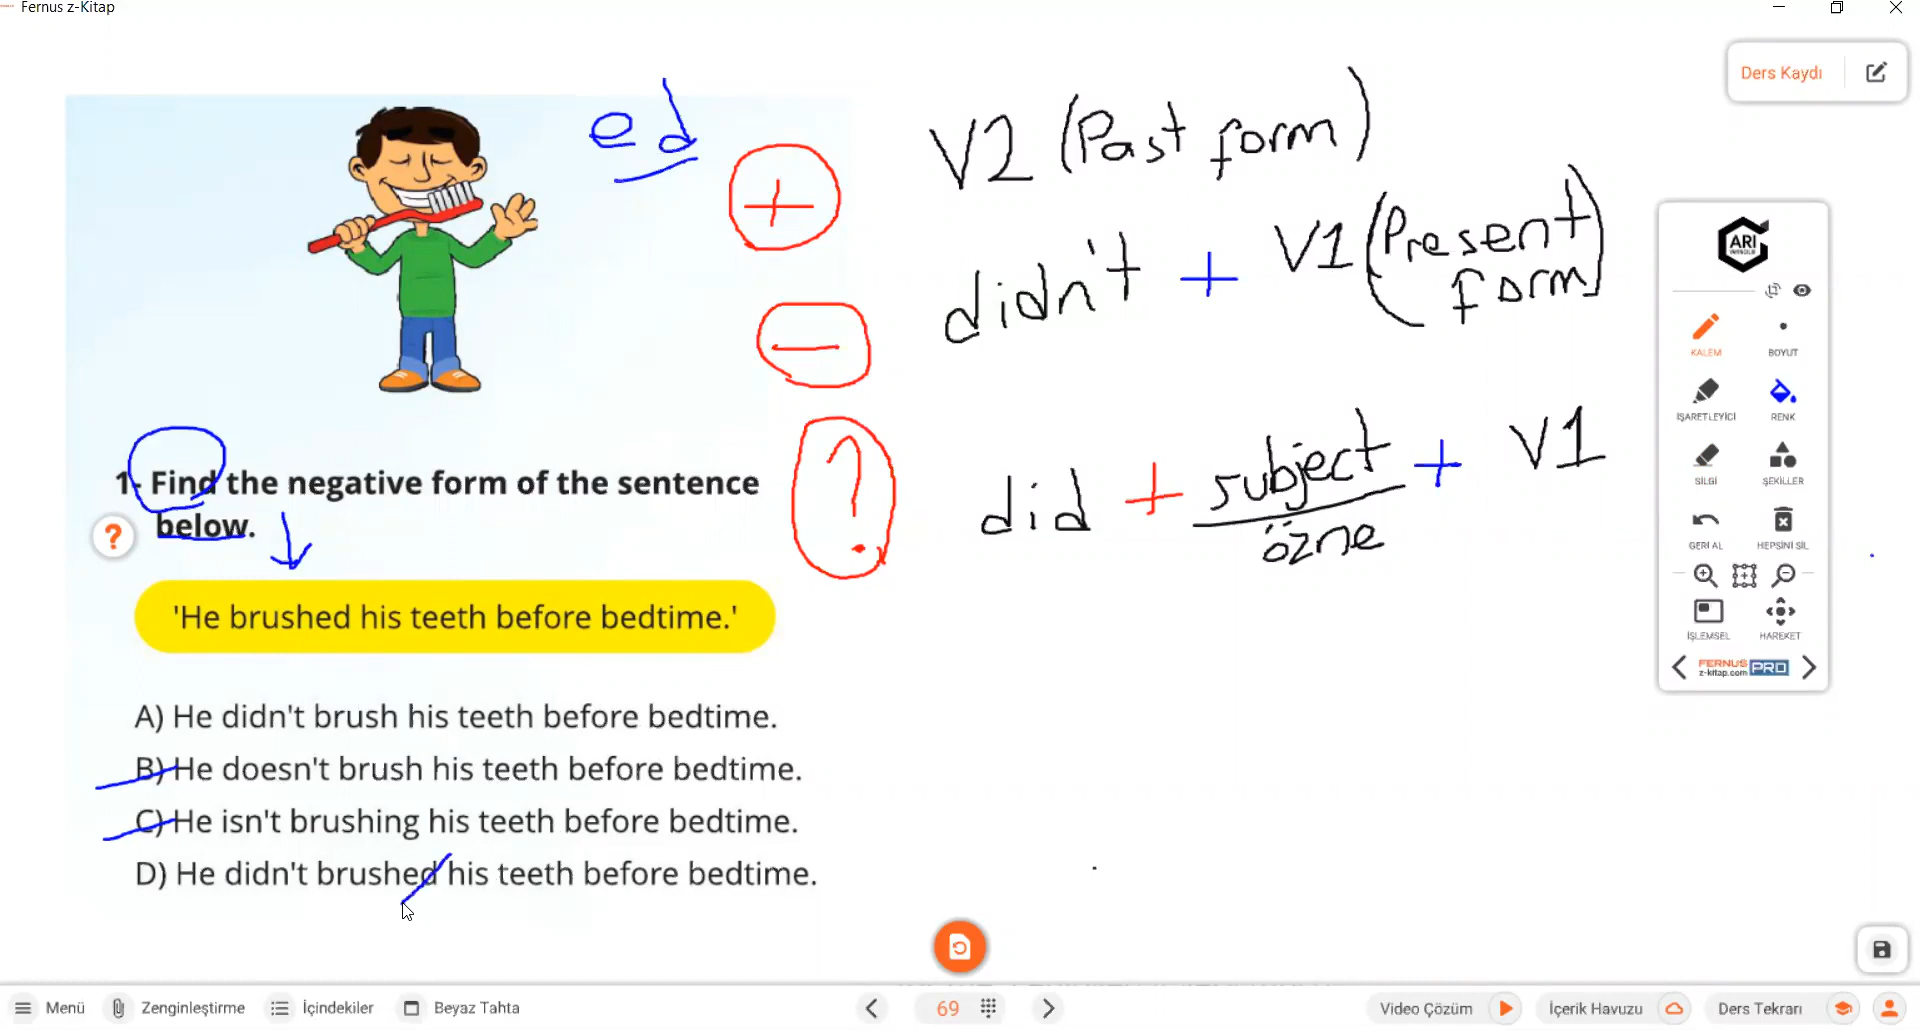 Fernus z-Kitap
Ders Kaydı
ed
+
V2 (Past form)
-
didn't + V1 (Present form)
?
did + subject + V1
özne
1- Find the negative form of the sentence
below.
?
'He brushed his teeth before bedtime.'
A) He didn't brush his teeth before bedtime.
B) He doesn't brush his teeth before bedtime.
C) He isn't brushing his teeth before bedtime.
D) He didn't brushed his teeth before bedtime.
ARI
KALEM
BOYUT
İŞARETLEYİCİ
RENK
SİLGİ
ŞEKİLLER
GERİ AL
HEPSİNİ SİL
İŞLEMSEL
HAREKET
FERNUS
z-kitap.com PRO
Menü
Zenginleştirme
İçindekiler
Beyaz Tahta
69
Video Çözüm
İçerik Havuzu
Ders Tekrarı